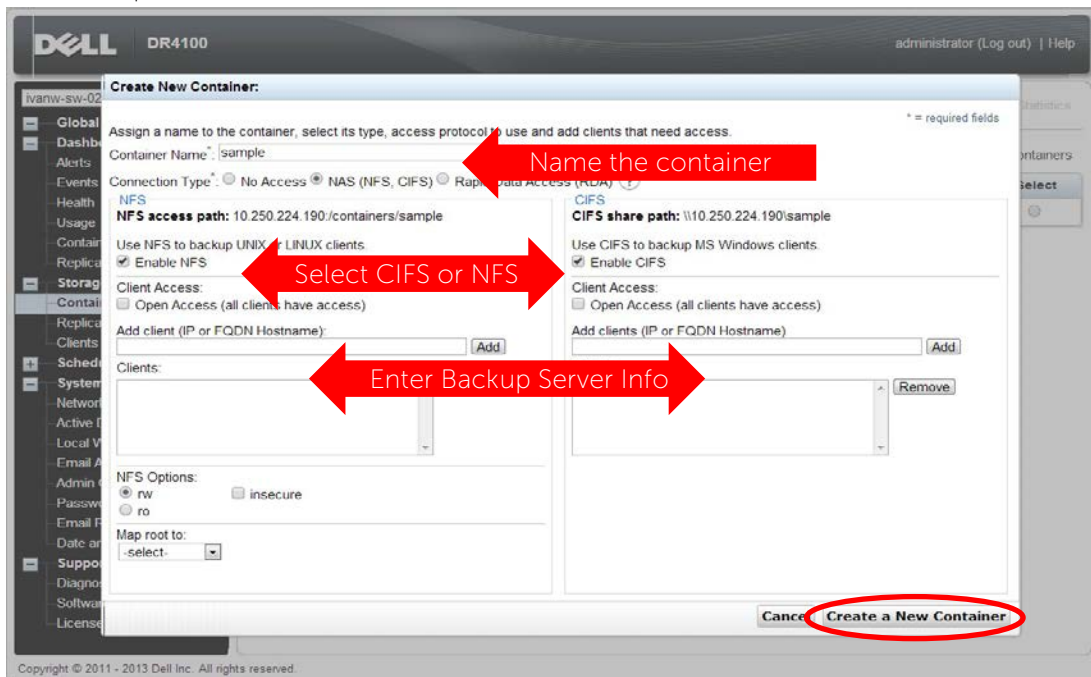 DELL DR4100 administrator (Log out) | Help
Create New Container:
ivanw-sw-02
* = required fields
Assign a name to the container, select its type, access protocol to use and add clients that need access.
Container Name*: sample
Name the container
Connection Type*: No Access NAS (NFS, CIFS) Rapid Data Access (RDA) ?
NFS
NFS access path: 10.250.224.190:/containers/sample
Use NFS to backup UNIX or LINUX clients.
Enable NFS
CIFS
CIFS share path: \\10.250.224.190\sample
Use CIFS to backup MS Windows clients.
Enable CIFS
Select CIFS or NFS
Client Access:
Open Access (all clients have access)
Add client (IP or FQDN Hostname):
Add
Clients:
Client Access:
Open Access (all clients have access)
Add clients (IP or FQDN Hostname)
Add
Enter Backup Server Info
Remove
NFS Options:
rw insecure
ro
Map root to:
-select-
Cancel Create a New Container
Global
Alerts
Events
Health
Usage
Clients
System
Statistics
Select
Copyright © 2011 - 2013 Dell Inc. All rights reserved.